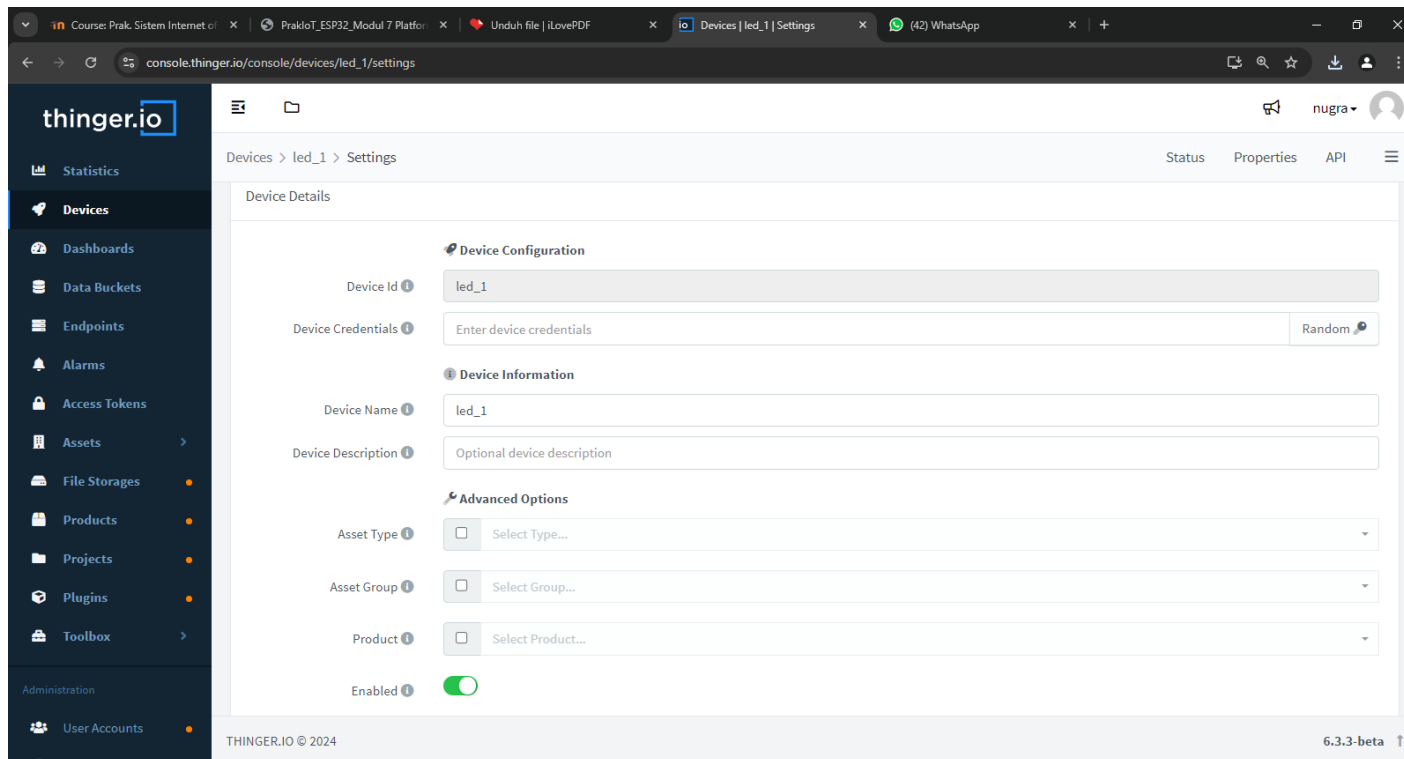 Course: Prak. Sistem Internet of
PrakIoT_ESP32_Modul 7 Platfor
Unduh file | iLovePDF
io Devices | led_1 | Settings
(42) WhatsApp
console.thinger.io/console/devices/led_1/settings
thinger.io
nugra
Devices > led_1 > Settings
Status
Properties
API
Statistics
Devices
Dashboards
Data Buckets
Endpoints
Alarms
Access Tokens
Assets
File Storages
Products
Projects
Plugins
Toolbox
Administration
User Accounts
Device Details
Device Configuration
Device Id
led_1
Device Credentials
Enter device credentials
Random
Device Information
Device Name
led_1
Device Description
Optional device description
Advanced Options
Asset Type
Select Type...
Asset Group
Select Group...
Product
Select Product...
Enabled
THINGER.IO © 2024
6.3.3-beta